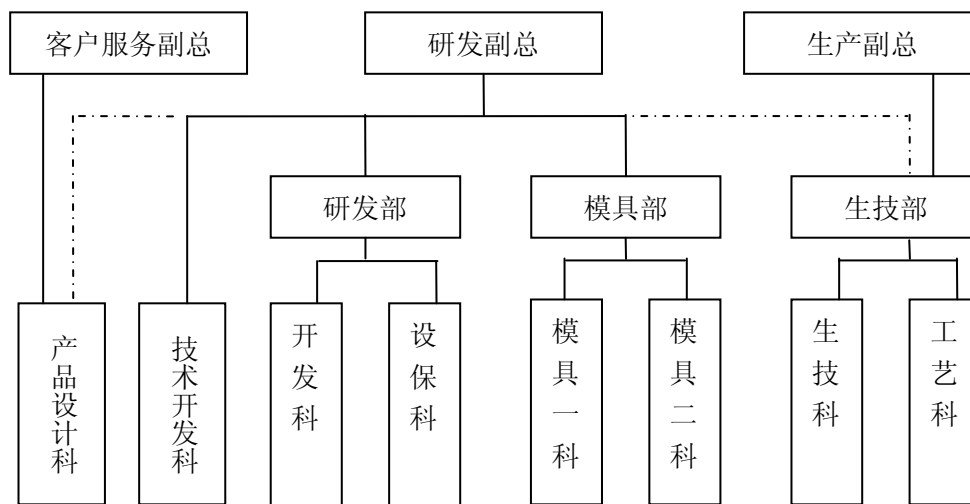 客户服务副总
研发副总
生产副总
研发部
模具部
生技部
产品设计科
技术开发科
开发科
设保科
模具一科
模具二科
生技科
工艺科